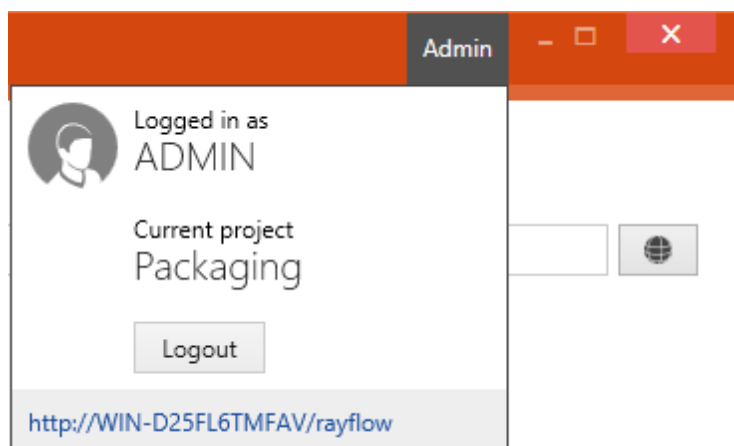 Admin
Logged in as
ADMIN
Current project
Packaging
Logout
http://WIN-D25FL6TMFAV/rayflow